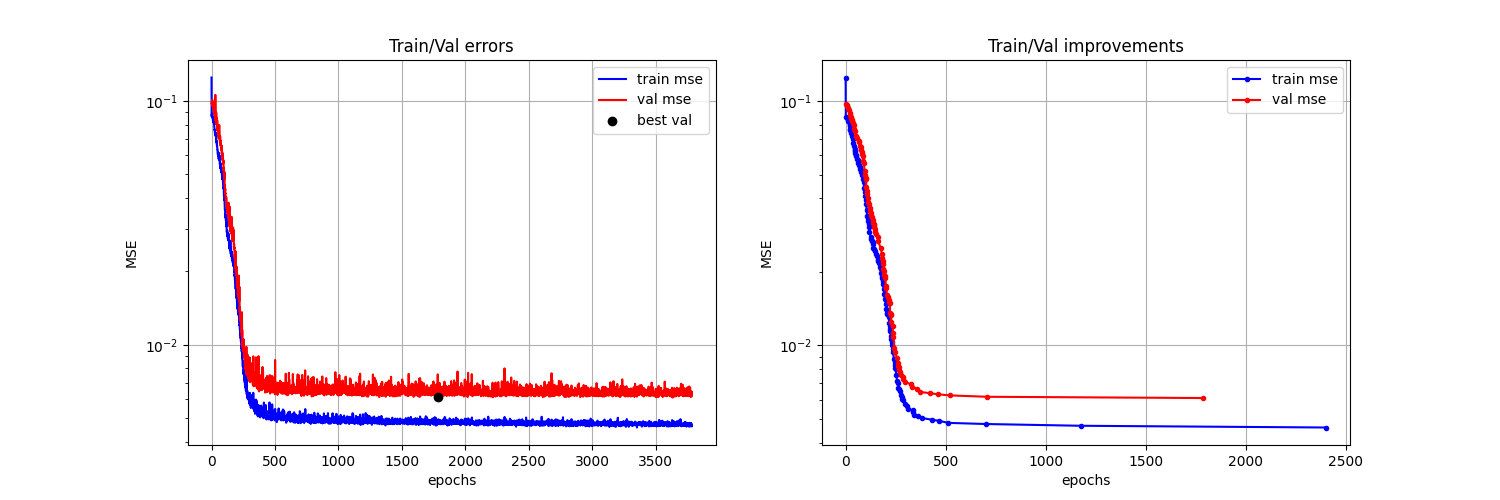 Train/Val errors
train mse
val mse
best val
10⁻¹
10⁻²
MSE
0 500 1000 1500 2000 2500 3000 3500
epochs
Train/Val improvements
train mse
val mse
10⁻¹
10⁻²
MSE
0 500 1000 1500 2000 2500
epochs